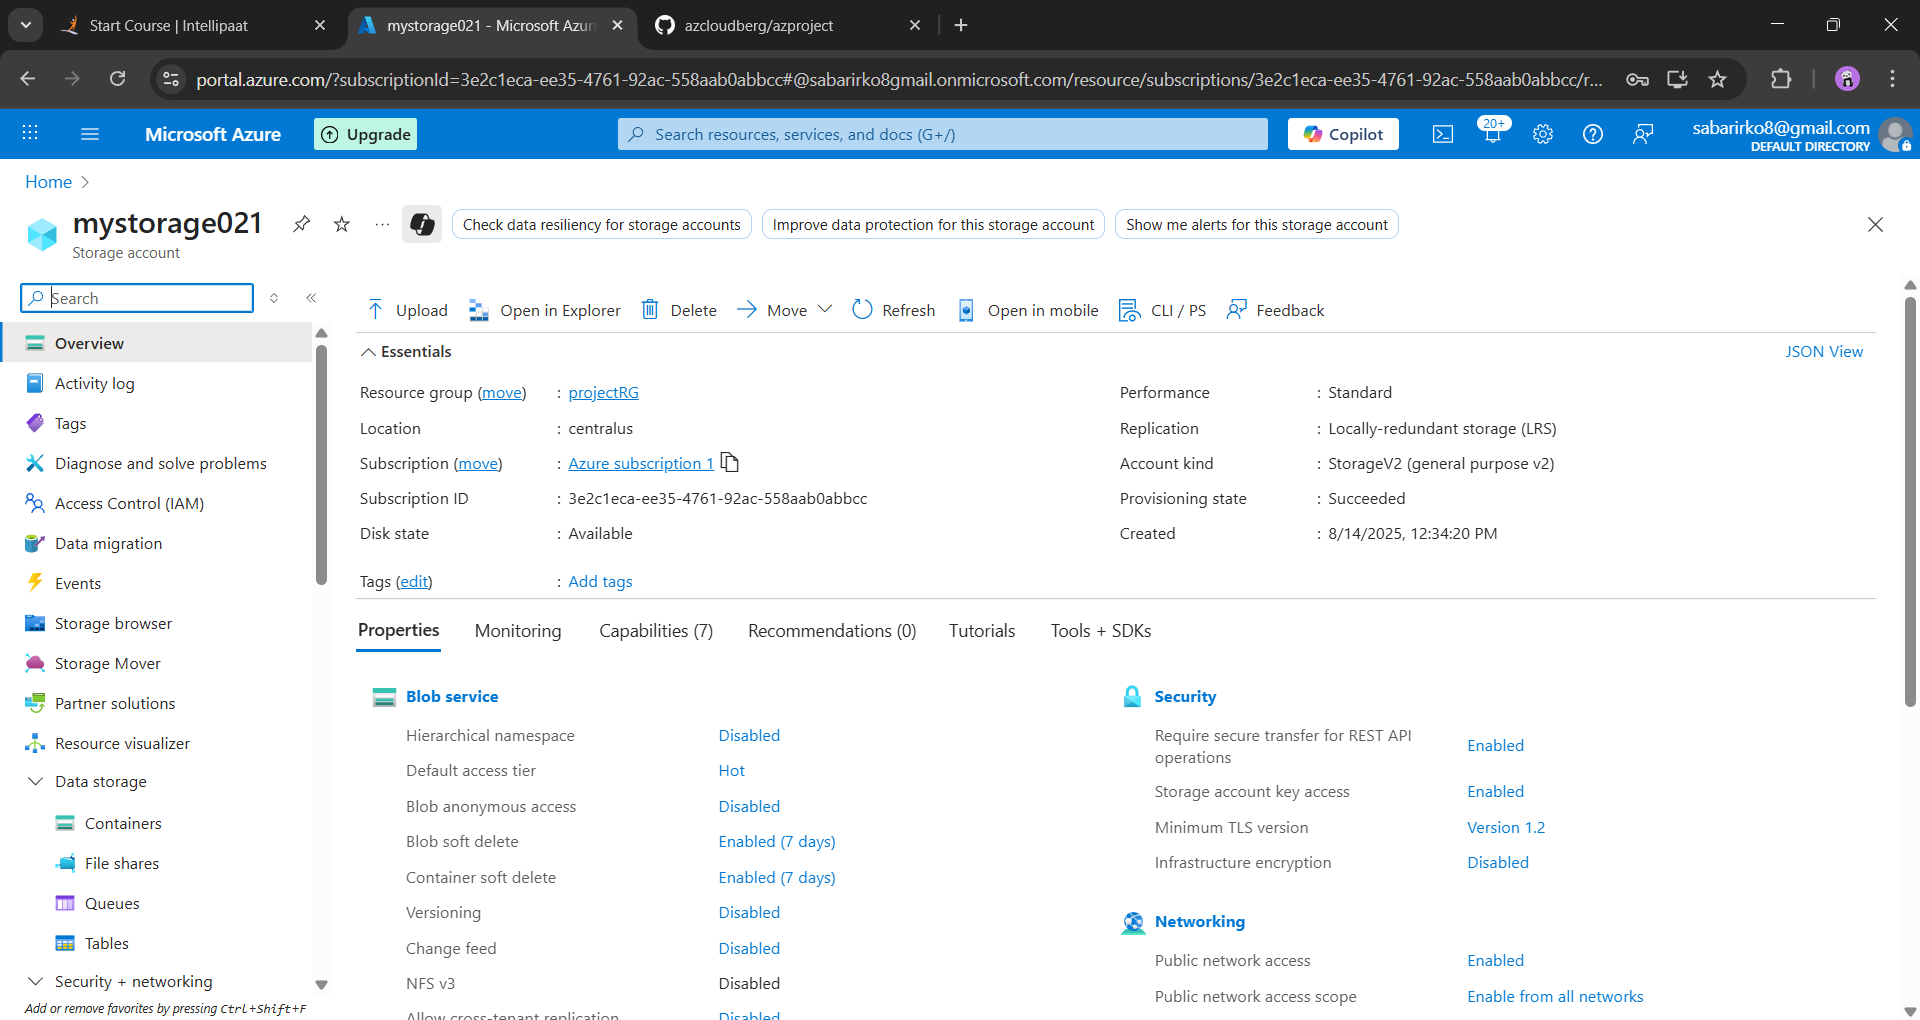 Start Course | Intellipaat
mystorage021 - Microsoft Azur
azcloudberg/azproject
portal.azure.com/?subscriptionId=3e2c1eca-ee35-4761-92ac-558aab0abbcc#@sabarirko8gmail.onmicrosoft.com/resource/subscriptions/3e2c1eca-ee35-4761-92ac-558aab0abbcc/r...
Microsoft Azure
Upgrade
Search resources, services, and docs (G+/)
Copilot
20+
sabarirko8@gmail.com
DEFAULT DIRECTORY
Home
mystorage021
Storage account
Check data resiliency for storage accounts
Improve data protection for this storage account
Show me alerts for this storage account
Search
Overview
Activity log
Tags
Diagnose and solve problems
Access Control (IAM)
Data migration
Events
Storage browser
Storage Mover
Partner solutions
Resource visualizer
Data storage
Containers
File shares
Queues
Tables
Security + networking
Add or remove favorites by pressing Ctrl+Shift+F
Upload
Open in Explorer
Delete
Move
Refresh
Open in mobile
CLI / PS
Feedback
Essentials
JSON View
Resource group (move) : projectRG
Location : centralus
Subscription (move) : Azure subscription 1
Subscription ID : 3e2c1eca-ee35-4761-92ac-558aab0abbcc
Disk state : Available
Tags (edit) : Add tags
Performance : Standard
Replication : Locally-redundant storage (LRS)
Account kind : StorageV2 (general purpose v2)
Provisioning state : Succeeded
Created : 8/14/2025, 12:34:20 PM
Properties
Monitoring
Capabilities (7)
Recommendations (0)
Tutorials
Tools + SDKs
Blob service
Hierarchical namespace Disabled
Default access tier Hot
Blob anonymous access Disabled
Blob soft delete Enabled (7 days)
Container soft delete Enabled (7 days)
Versioning Disabled
Change feed Disabled
NFS v3 Disabled
Allow cross-tenant replication Disabled
Security
Require secure transfer for REST API
operations Enabled
Storage account key access Enabled
Minimum TLS version Version 1.2
Infrastructure encryption Disabled
Networking
Public network access Enabled
Public network access scope Enable from all networks